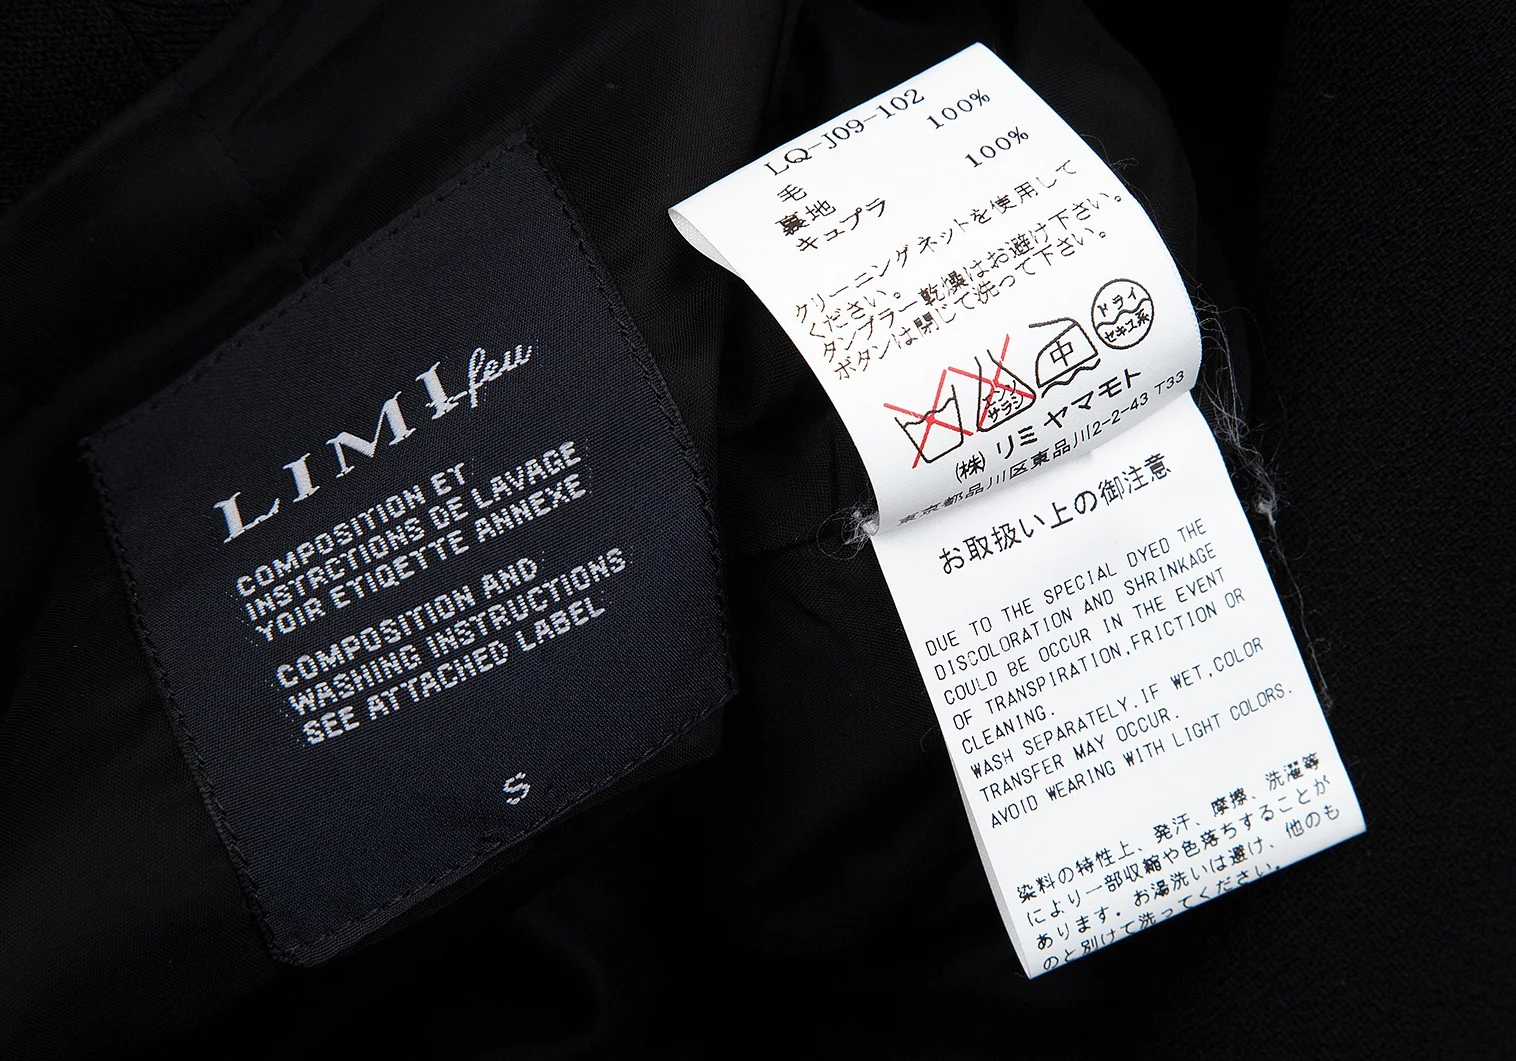 LIMI feu
COMPOSITION ET
INSTRCTIONS DE LAVAGE
YOIR ETIQETTE ANNEXE
COMPOSITION AND
WASHING INSTRUCTIONS
SEE ATTACHED LABEL
S
LQ-J09-102
毛 100%
裏地
キュプラ 100%
クリーニングネットを使用して
ください。
タンブラー乾燥はお避け下さい。
ボタンは閉じて洗って下さい。
エンソ
サラシ
中
ドライ
セキユ系
(株) リミ ヤマモト
東京都品川区東品川2-2-43 T33
お取扱い上の御注意
DUE TO THE SPECIAL DYED THE
DISCOLORATION AND SHRINKAGE
COULD BE OCCUR IN THE EVENT
OF TRANSPIRATION,FRICTION OR
CLEANING.
WASH SEPARATELY.IF WET,COLOR
TRANSFER MAY OCCUR.
AVOID WEARING WITH LIGHT COLORS.
染料の特性上、発汗、摩擦、洗濯等
により一部収縮や色落ちすることが
あります。お湯洗いは避け、他のも
のと別けて洗ってください。